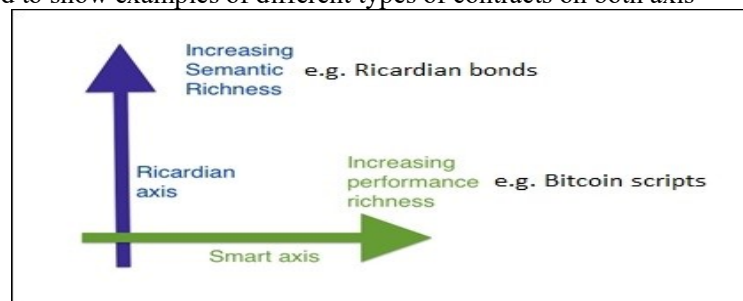 d to show examples of different types of contracts on both axis
Increasing
Semantic e.g. Ricardian bonds
Richness
Ricardian
axis
Increasing
performance e.g. Bitcoin scripts
richness
Smart axis